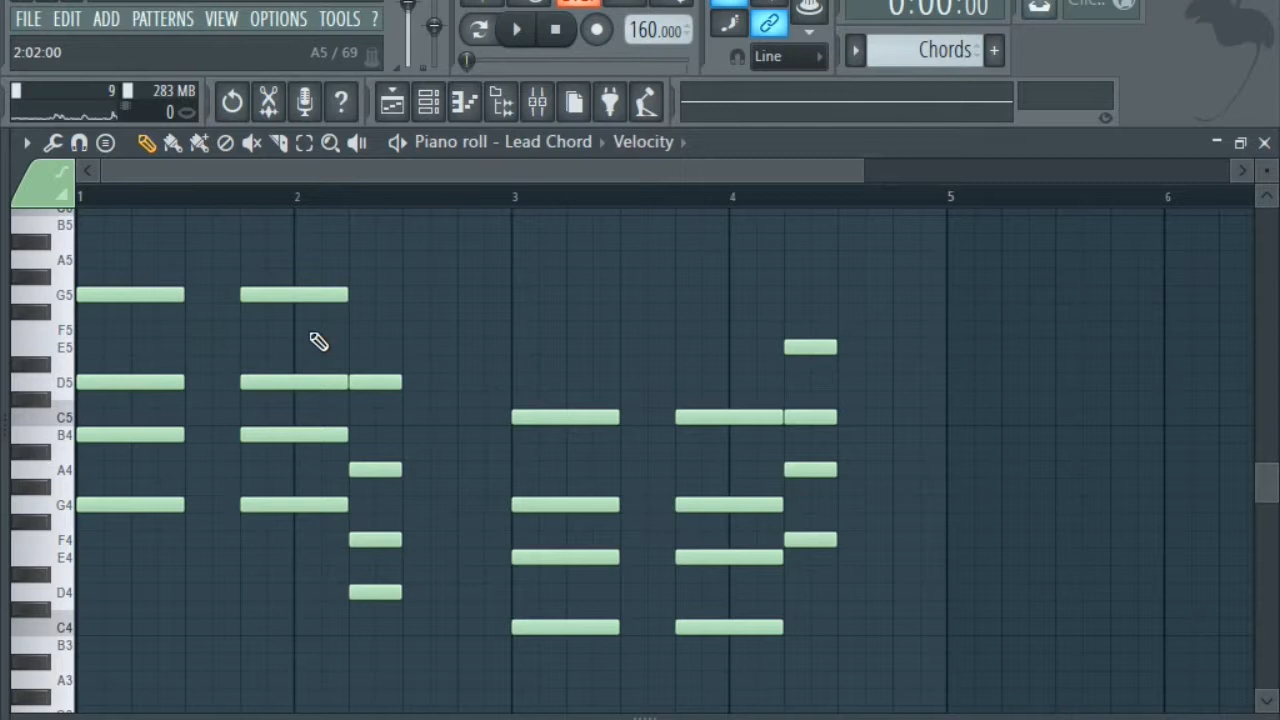 FILE EDIT ADD PATTERNS VIEW OPTIONS TOOLS ?
160.000
0:00:00
2:02:00 A5 / 69
Line
Chords +
9 283 MB
0
?
Piano roll - Lead Chord Velocity
1 2 3 4 5 6
B5
A5
G5
F5
E5
D5
C5
B4
A4
G4
F4
E4
D4
C4
B3
A3